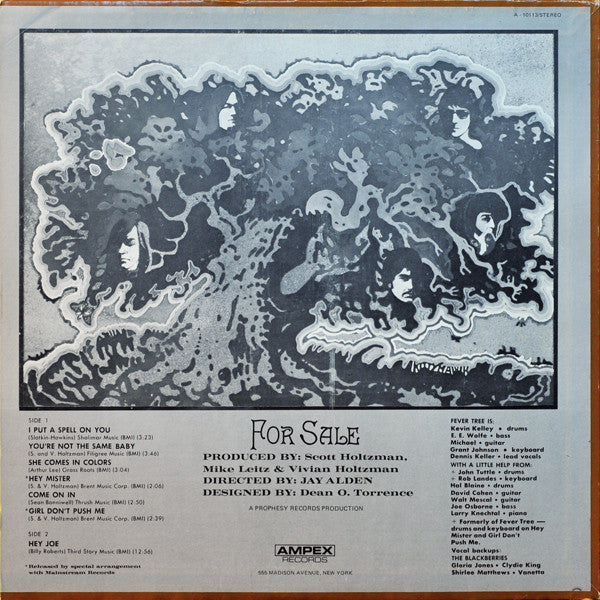 A - 10113/STEREO
SIDE 1
I PUT A SPELL ON YOU
(Slotkin-Hawkins) Shalimar Music (BMI) (3.23)
YOU'RE NOT THE SAME BABY
(S. and V. Holtzman) Filigree Music (BMI) (3:46)
SHE COMES IN COLORS
(Arthur Lee) Grass Roots (BMI) 3:04)
*HEY MISTER
(S. & V. Holtzman) Brent Music Corp. (BMI) (2:06)
COME ON IN
(Sean Bonniwell) Thrush Music (BMI) (2:50)
*GIRL DON'T PUSH ME
(S. & V. Holtzman) Brent Music Corp. (BMI) (2:39)
SIDE 2
HEY JOE
(Billy Roberts) Third Story Music (BMI) (12:56)
*Released by special arrangement
with Mainstream Records
FOR SALE
PRODUCED BY: Scott Holtzman,
Mike Leitz & Vivian Holtzman
DIRECTED BY: JAY ALDEN
DESIGNED BY: Dean O. Torrence
A PROPHESY RECORDS PRODUCTION
AMPEX
RECORDS
555 MADISON AVENUE, NEW YORK
FEVER TREE IS:
Kevin Kelley • drums
E. E. Wolfe • bass
Michael • guitar
Grant Johnson • keyboard
Dennis Keller • lead vocals
WITH A LITTLE HELP FROM:
+ John Tuttle • drums
+ Rob Landes • keyboard
Hal Blaine • drums
David Cohen • guitar
Walt Mescal • guitar
Joe Osborne • bass
Larry Knechtal • piano
+ Formerly of Fever Tree —
drums and keyboard on Hey
Mister and Girl Don't
Push Me.
Vocal backups:
THE BLACKBERRIES
Gloria Jones • Clydie King
Shirlee Matthews • Vanetta